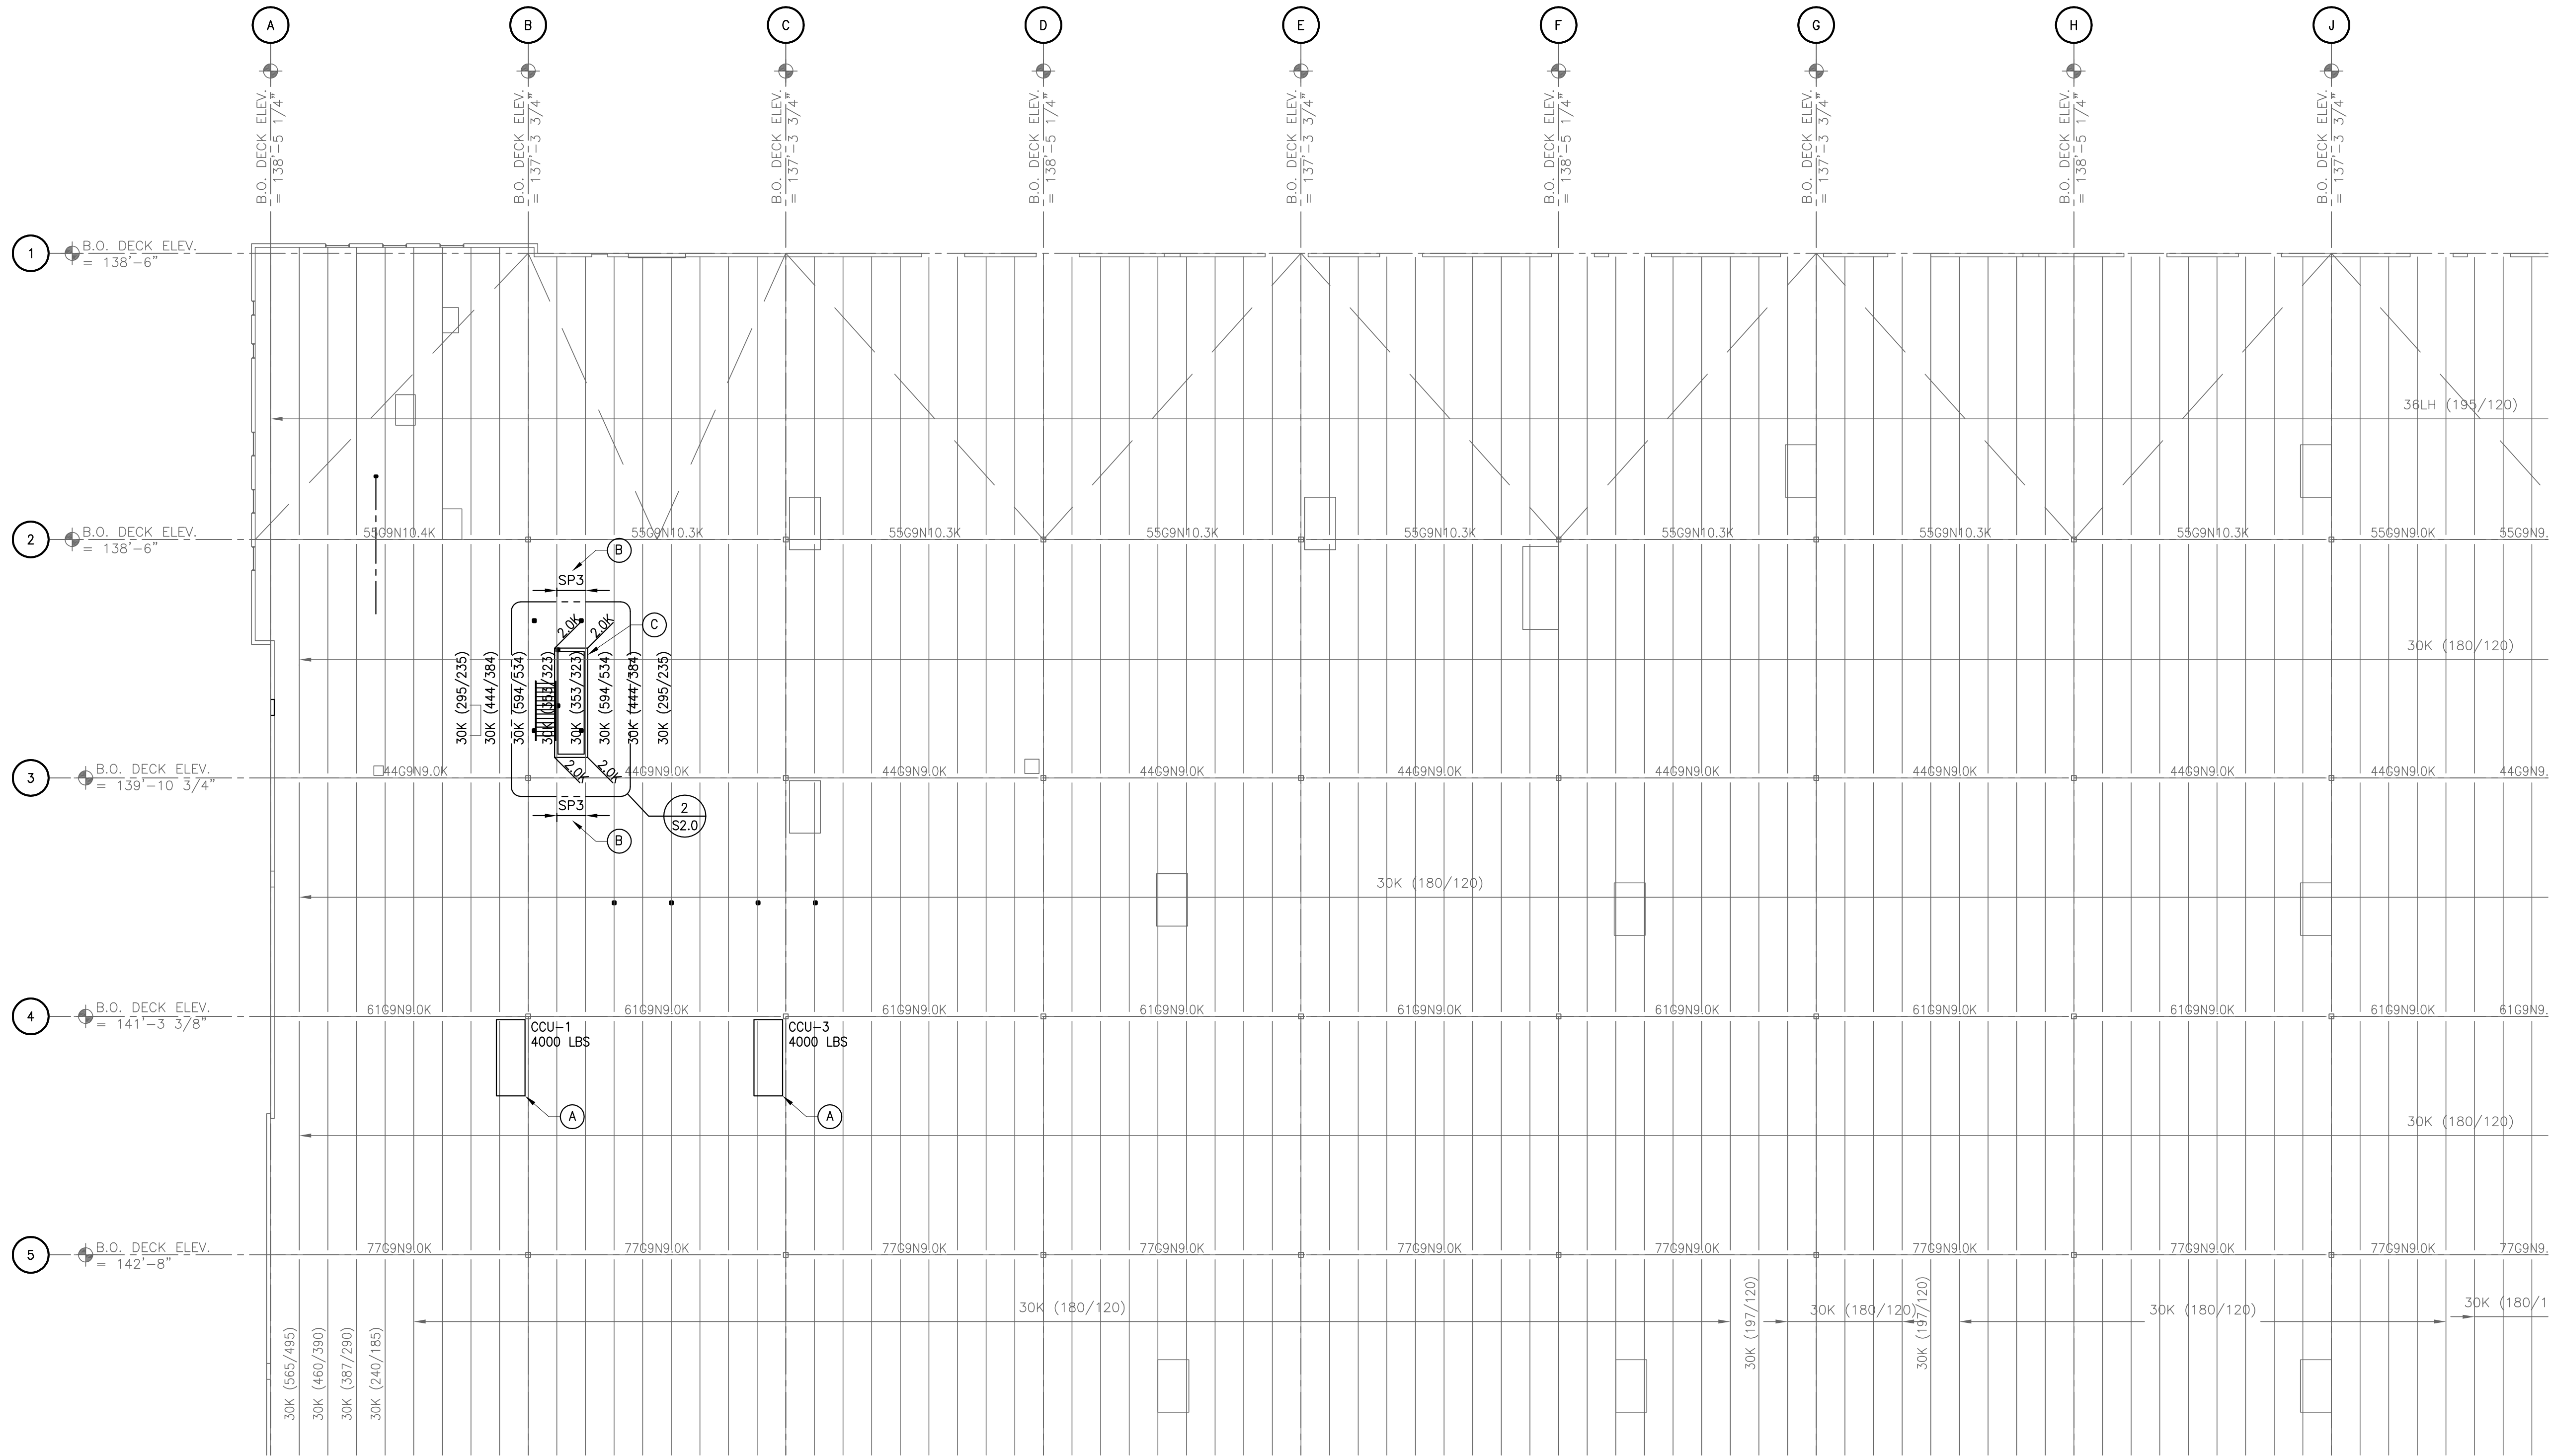 A
B
C
D
E
F
G
H
J
B.O. DECK ELEV.
= 138'-5 1/4"
B.O. DECK ELEV.
= 137'-3 3/4"
B.O. DECK ELEV.
= 137'-3 3/4"
B.O. DECK ELEV.
= 138'-5 1/4"
B.O. DECK ELEV.
= 137'-3 3/4"
B.O. DECK ELEV.
= 138'-5 1/4"
B.O. DECK ELEV.
= 137'-3 3/4"
B.O. DECK ELEV.
= 138'-5 1/4"
B.O. DECK ELEV.
= 137'-3 3/4"
1
B.O. DECK ELEV.
= 138'-6"
36LH (195/120)
2
B.O. DECK ELEV.
= 138'-6"
55G9N10.4K
55G9N10.3K
55G9N10.3K
55G9N10.3K
55G9N10.3K
55G9N10.3K
55G9N10.3K
55G9N10.3K
55G9N9.0K
55G9N9.
B
SP3
2.0K
2.0K
C
30K (295/235)
30K (444/384)
30K (594/534)
30K (353/323)
30K (353/323)
30K (594/534)
30K (444/384)
30K (295/235)
30K (180/120)
2.0K
2.0K
3
B.O. DECK ELEV.
= 139'-10 3/4"
44G9N9.0K
44G9N9.0K
44G9N9.0K
44G9N9.0K
44G9N9.0K
44G9N9.0K
44G9N9.0K
44G9N9.0K
44G9N9.0K
44G9N9.
SP3
2
S2.0
B
30K (180/120)
4
B.O. DECK ELEV.
= 141'-3 3/8"
61G9N9.0K
61G9N9.0K
61G9N9.0K
61G9N9.0K
61G9N9.0K
61G9N9.0K
61G9N9.0K
61G9N9.0K
61G9N9.0K
61G9N9.
CCU-1
4000 LBS
CCU-3
4000 LBS
A
A
30K (180/120)
5
B.O. DECK ELEV.
= 142'-8"
77G9N9.0K
77G9N9.0K
77G9N9.0K
77G9N9.0K
77G9N9.0K
77G9N9.0K
77G9N9.0K
77G9N9.0K
77G9N9.0K
77G9N9.
30K (565/495)
30K (460/390)
30K (387/290)
30K (240/185)
30K (180/120)
30K (197/120)
30K (180/120)
30K (197/120)
30K (180/120)
30K (180/1